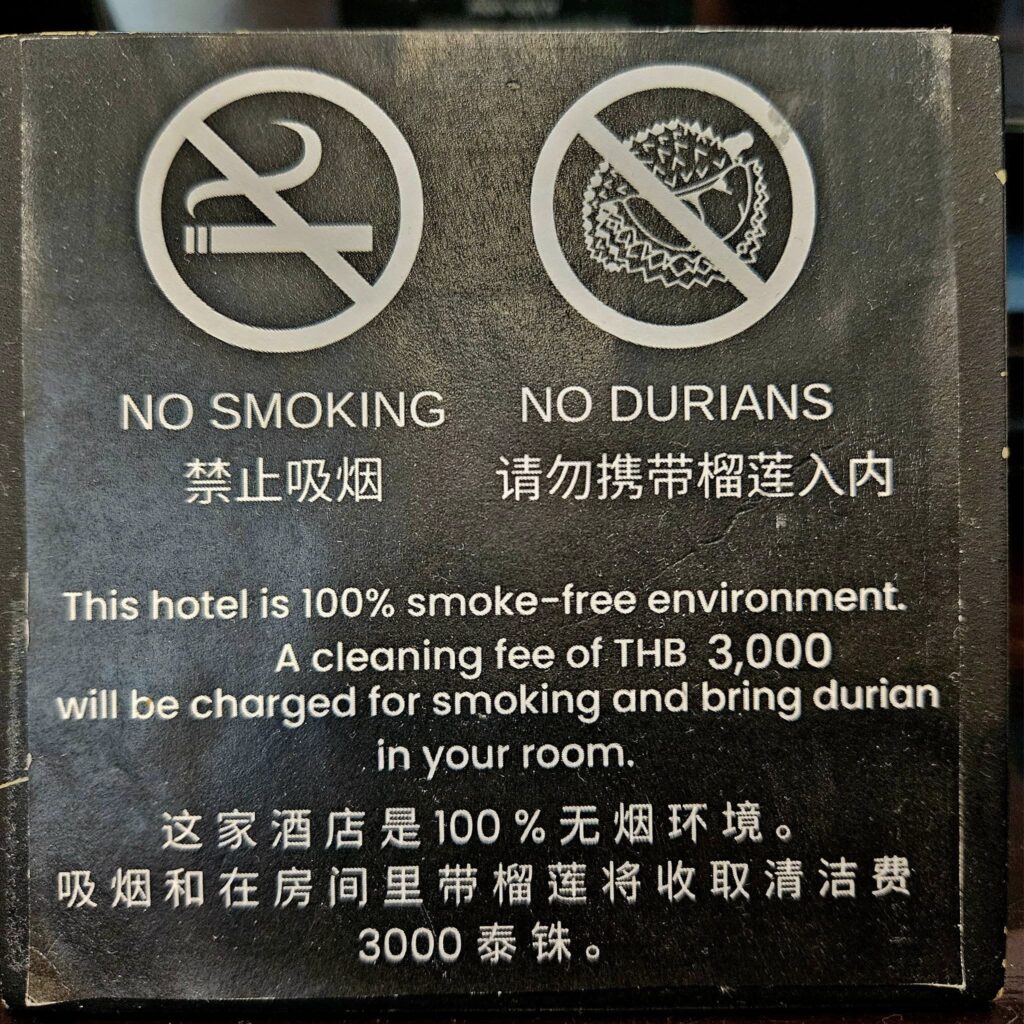 NO SMOKING
NO DURIANS
禁止吸烟
请勿携带榴莲入内
This hotel is 100% smoke-free environment.
A cleaning fee of THB 3,000
will be charged for smoking and bring durian
in your room.
这家酒店是100%无烟环境。
吸烟和在房间里带榴莲将收取清洁费
3000泰铢。